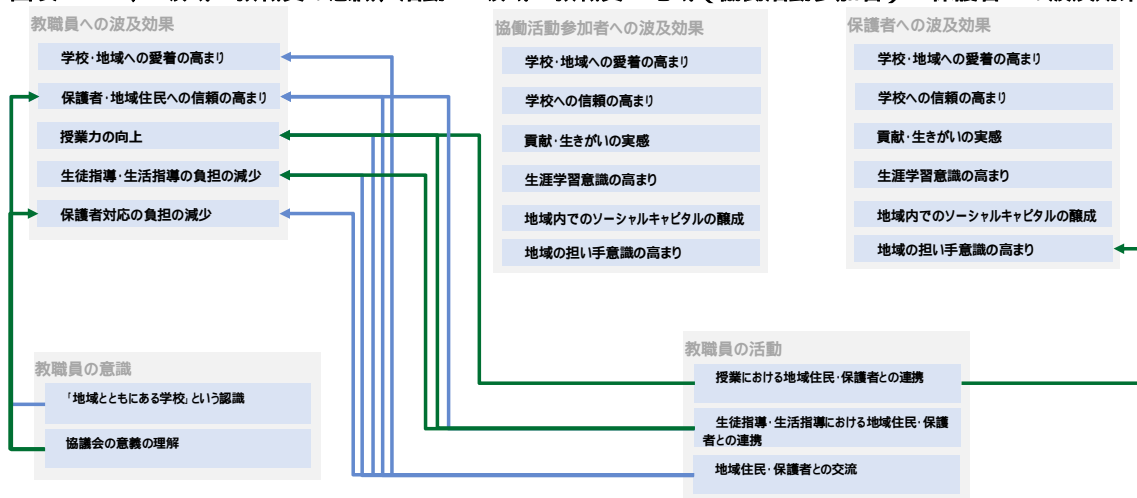 教職員への波及効果
学校・地域への愛着の高まり
保護者・地域住民への信頼の高まり
授業力の向上
生徒指導・生活指導の負担の減少
保護者対応の負担の減少
協働活動参加者への波及効果
学校・地域への愛着の高まり
学校への信頼の高まり
貢献・生きがいの実感
生涯学習意識の高まり
地域内でのソーシャルキャピタルの醸成
地域の担い手意識の高まり
保護者への波及効果
学校・地域への愛着の高まり
学校への信頼の高まり
貢献・生きがいの実感
生涯学習意識の高まり
地域内でのソーシャルキャピタルの醸成
地域の担い手意識の高まり
教職員の意識
「地域とともにある学校」という認識
協議会の意義の理解
教職員の活動
授業における地域住民・保護者との連携
生徒指導・生活指導における地域住民・保護
者との連携
地域住民・保護者との交流